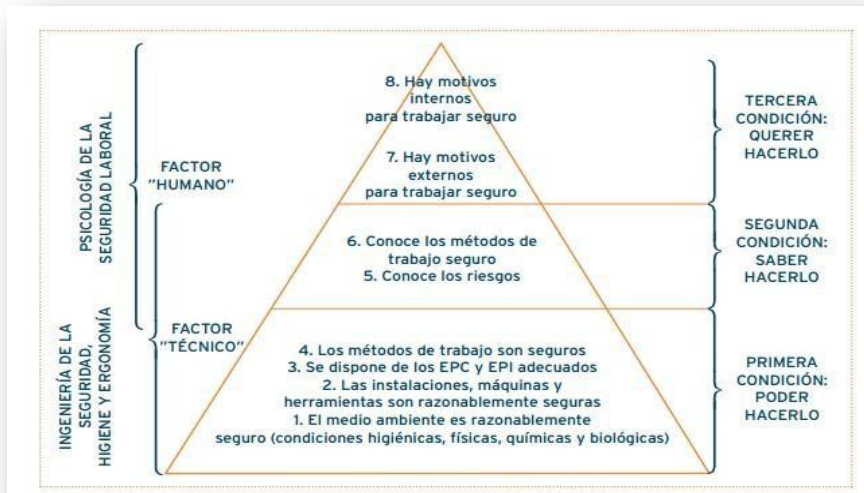 PSICOLOGÍA DE LA
SEGURIDAD LABORAL
INGENIERÍA DE LA
SEGURIDAD,
HIGIENE Y ERGONOMÍA
FACTOR
"HUMANO"
FACTOR
"TÉCNICO"
8. Hay motivos
internos
para trabajar seguro
7. Hay motivos
externos
para trabajar seguro
6. Conoce los métodos de
trabajo seguro
5. Conoce los riesgos
4. Los métodos de trabajo son seguros
3. Se dispone de los EPC y EPI adecuados
2. Las instalaciones, máquinas y
herramientas son razonablemente seguras
1. El medio ambiente es razonablemente
seguro (condiciones higiénicas, físicas, químicas y biológicas)
TERCERA
CONDICIÓN:
QUERER
HACERLO
SEGUNDA
CONDICIÓN:
SABER
HACERLO
PRIMERA
CONDICIÓN:
PODER
HACERLO